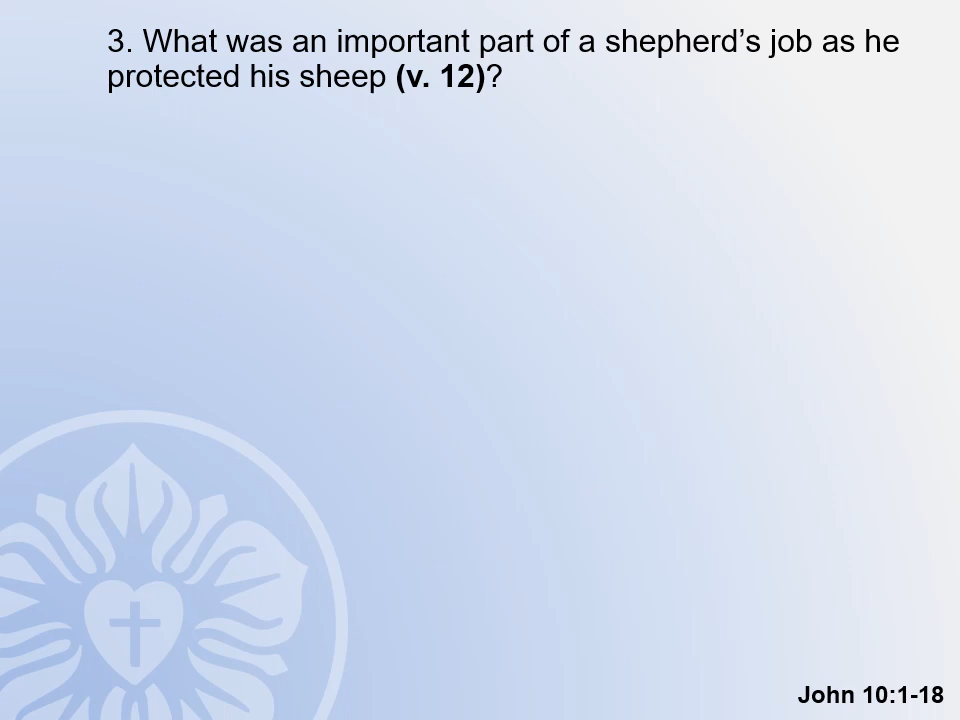 3. What was an important part of a shepherd’s job as he
protected his sheep (v. 12)?
John 10:1-18